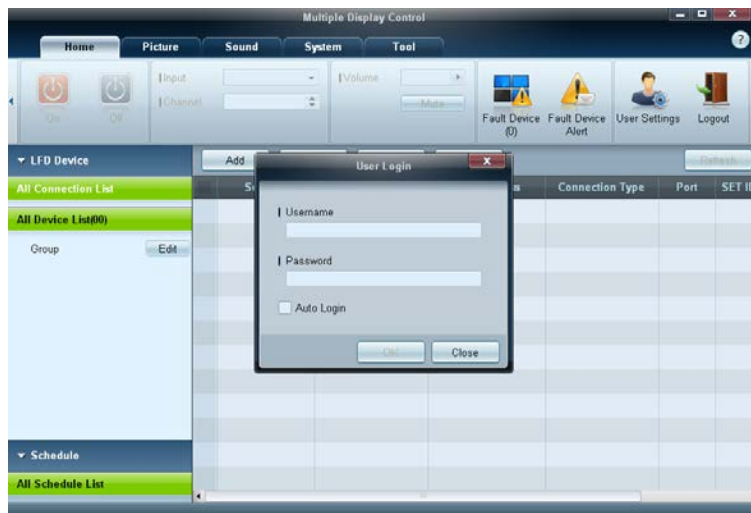 Multiple Display Control
Home Picture Sound System Tool
?
Input
Channel
Volume
Mute
On Off
Fault Device (0)
Fault Device Alert
User Settings
Logout
LFD Device
All Connection List
All Device List(00)
Group Edit
Add
Refresh
Connection Type Port SET I
User Login
Username
Password
Auto Login
OK Close
Schedule
All Schedule List